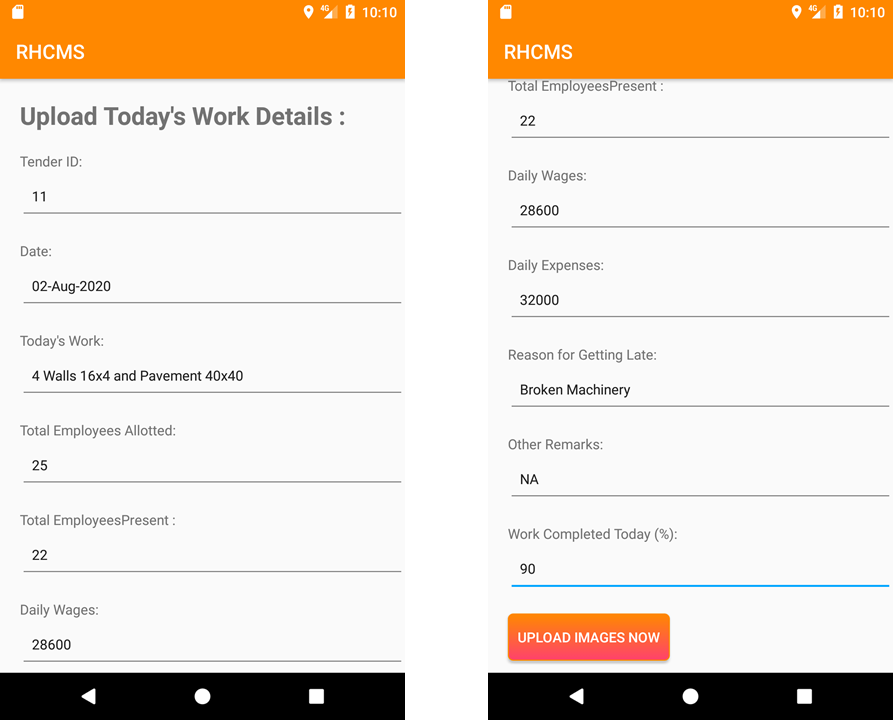 4G 10:10
RHCMS
Upload Today's Work Details :
Tender ID:
11
Date:
02-Aug-2020
Today's Work:
4 Walls 16x4 and Pavement 40x40
Total Employees Allotted:
25
Total EmployeesPresent :
22
Daily Wages:
28600
4G 10:10
RHCMS
Total EmployeesPresent :
22
Daily Wages:
28600
Daily Expenses:
32000
Reason for Getting Late:
Broken Machinery
Other Remarks:
NA
Work Completed Today (%):
90
UPLOAD IMAGES NOW